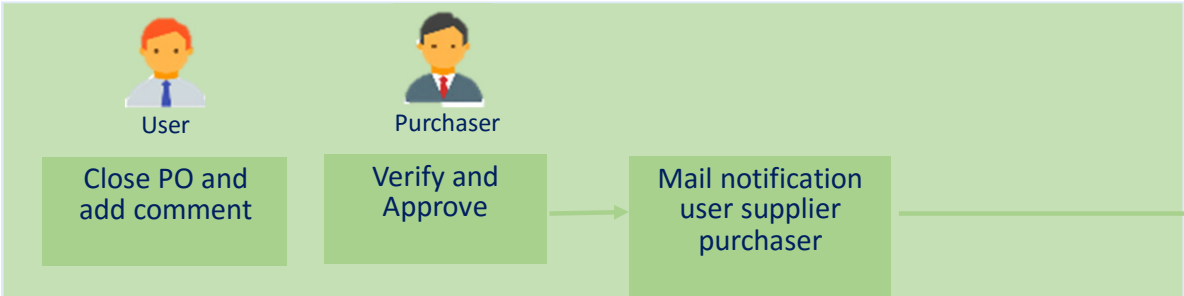 User
Purchaser
Close PO and
add comment
Verify and
Approve
Mail notification
user supplier
purchaser